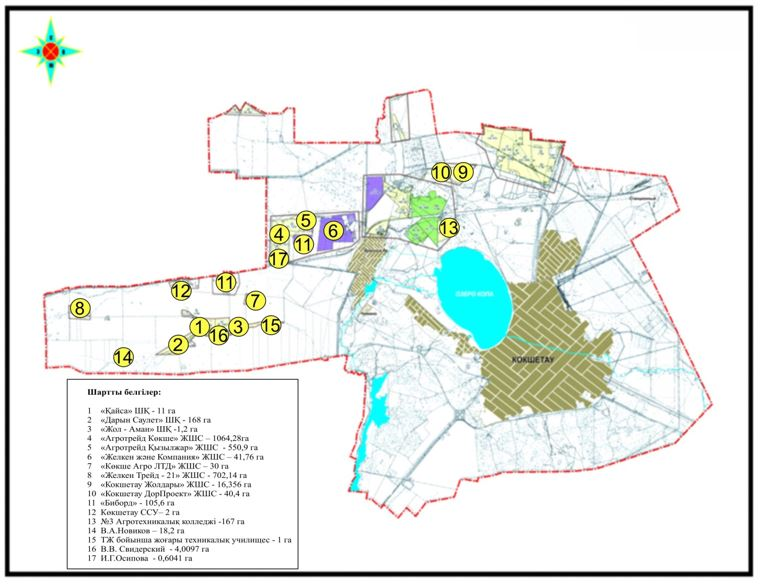 Станционный
10 9
5
4 6 13
11
17
ОЗЕРО КОПА
12 11
8 7
1 3 15
16
2
14
КОКШЕТАУ
Шартты белгілер:
1 «Қайса» ШҚ - 11 га
2 «Дарын Саулет» ШҚ - 168 га
3 «Жол - Аман» ШҚ -1,2 га
4 «Агротрейд Көкше» ЖШС – 1064,28га
5 «Агротрейд Қызылжар» ЖШС - 550,9 га
6 «Желкен және Компания» ЖШС – 41,76 га
7 «Көкше Агро ЛТД» ЖШС – 30 га
8 «Желкен Трейд - 21» ЖШС - 702,14 га
9 «Кокшетау Жолдары» ЖШС - 16,356 га
10 «Кокшетау ДорПроект» ЖШС - 40,4 га
11 «Биборд» - 105,6 га
12 Көкшетау ССУ– 2 га
13 №3 Агротехникалық колледжі -167 га
14 В.А.Новиков – 18,2 га
15 ТЖ бойынша жоғары техникалық училищес - 1 га
16 В.В. Свидерский - 4,0097 га
17 И.Г.Осипова - 0,6041 га